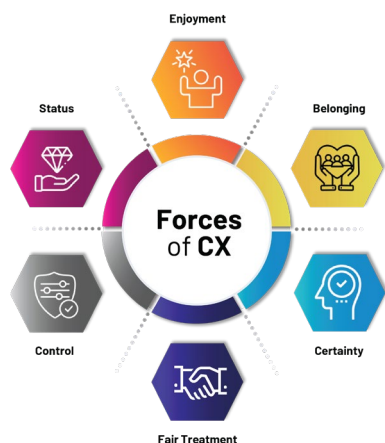 Enjoyment
Status
Belonging
Forces
of CX
Control
Certainty
Fair Treatment